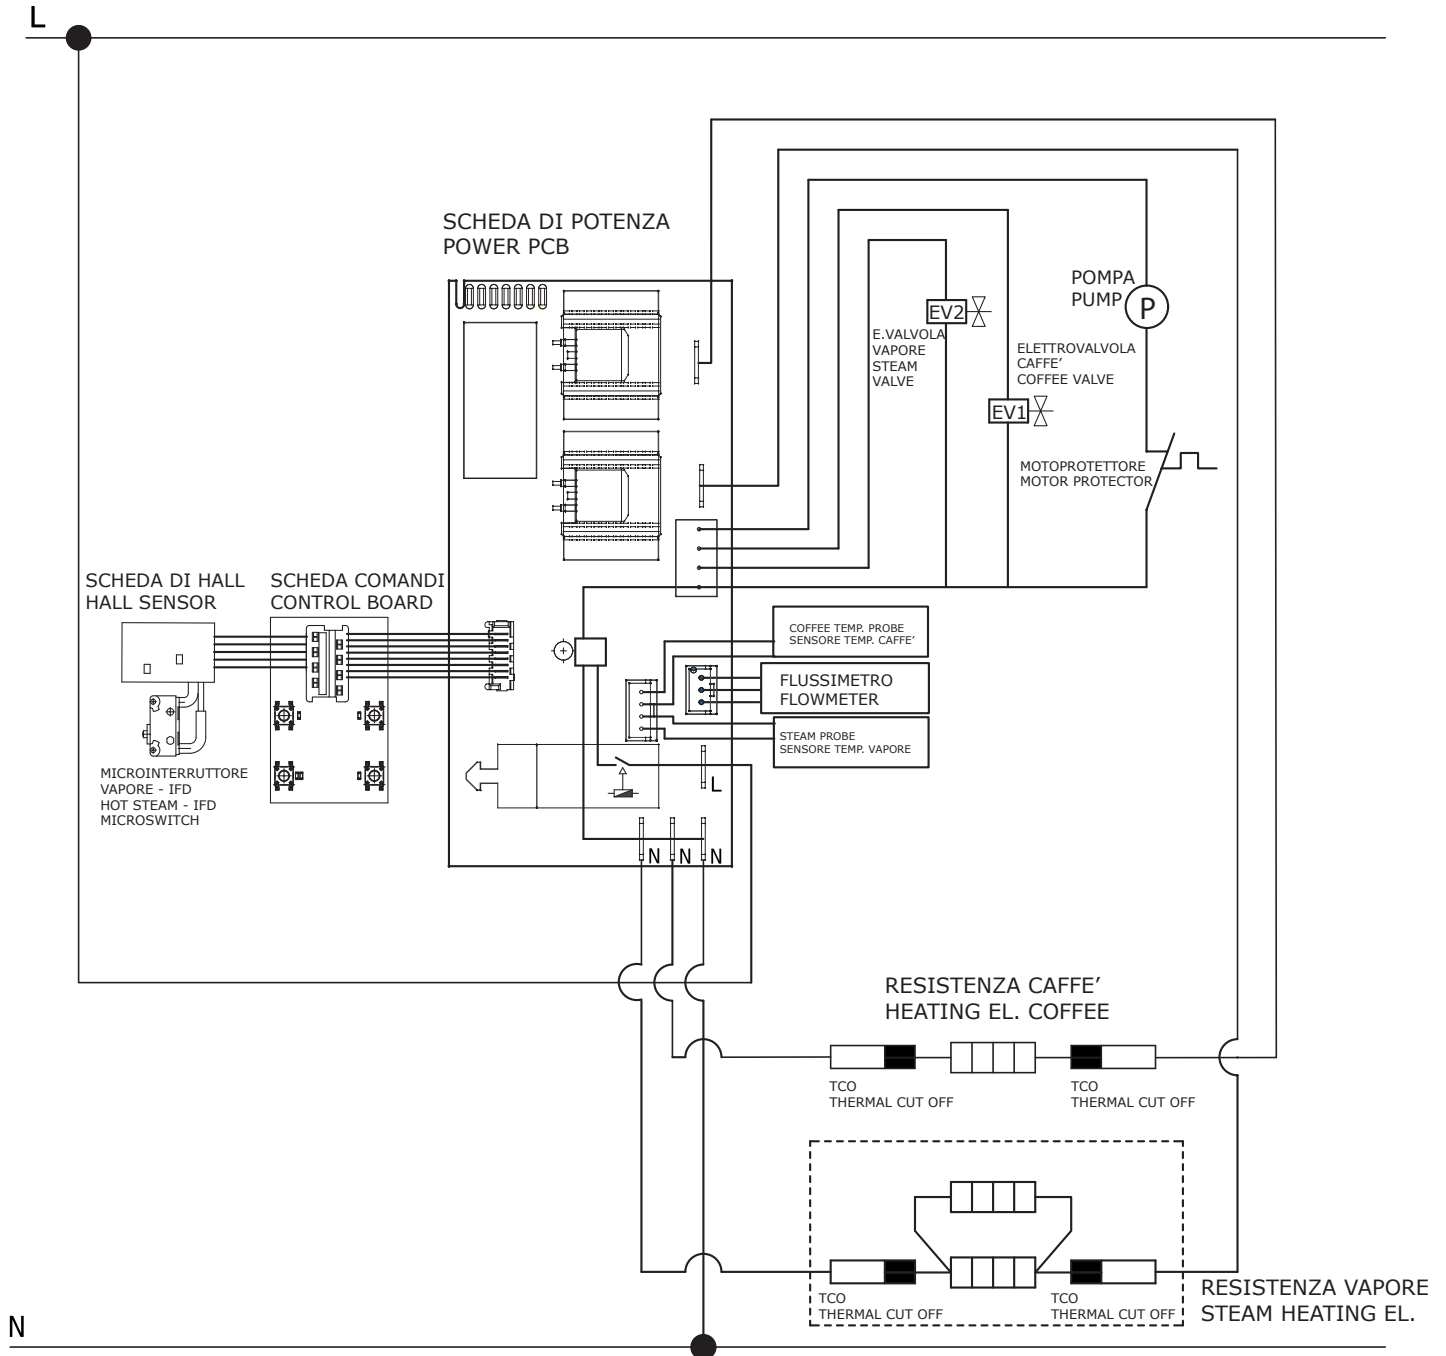 L
SCHEDA DI POTENZA
POWER PCB
POMPA
PUMP
P
EV2
E.VALVOLA
VAPORE
STEAM
VALVE
ELETTROVALVOLA
CAFFE'
COFFEE VALVE
EV1
MOTOPROTETTORE
MOTOR PROTECTOR
SCHEDA DI HALL
HALL SENSOR
SCHEDA COMANDI
CONTROL BOARD
COFFEE TEMP. PROBE
SENSORE TEMP. CAFFE'
FLUSSIMETRO
FLOWMETER
STEAM PROBE
SENSORE TEMP. VAPORE
MICROINTERRUTTORE
VAPORE - IFD
HOT STEAM - IFD
MICROSWITCH
L
N N N
RESISTENZA CAFFE'
HEATING EL. COFFEE
TCO
THERMAL CUT OFF
TCO
THERMAL CUT OFF
TCO
THERMAL CUT OFF
TCO
THERMAL CUT OFF
RESISTENZA VAPORE
STEAM HEATING EL.
N